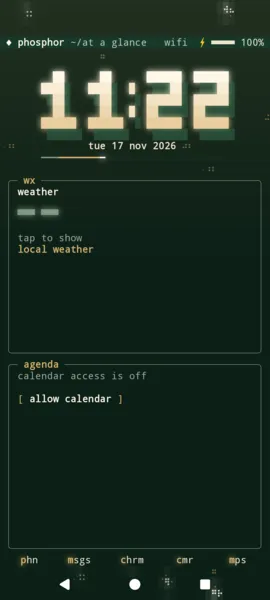 ♦ phosphor ~/at a glance wifi ⚡ 100%
11:22
tue 17 nov 2026
wx
weather
-- 
tap to show
local weather
agenda
calendar access is off
[ allow calendar ]
phn msgs chrm cmr mps